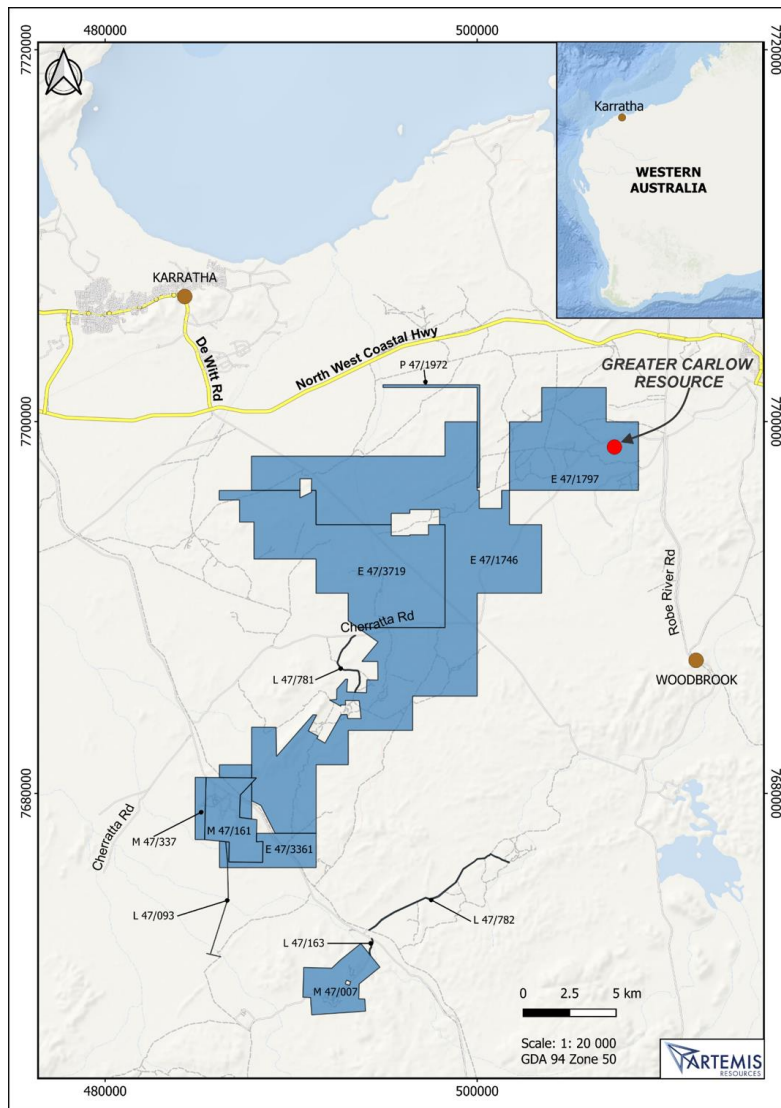 480000
500000
7720000
7720000
Karratha
WESTERN
AUSTRALIA
KARRATHA
De Witt Rd
North West Coastal Hwy
P 47/1972
GREATER CARLOW
RESOURCE
7700000
7700000
E 47/1797
E 47/3719
E 47/1746
Robe River Rd
Cherratta Rd
L 47/781
WOODBROOK
7680000
7680000
Cherratta Rd
M 47/337
M 47/161
E 47/3361
L 47/093
L 47/782
L 47/163
M 47/007
0 2.5 5 km
Scale: 1: 20 000
GDA 94 Zone 50
ARTEMIS
RESOURCES
480000
500000